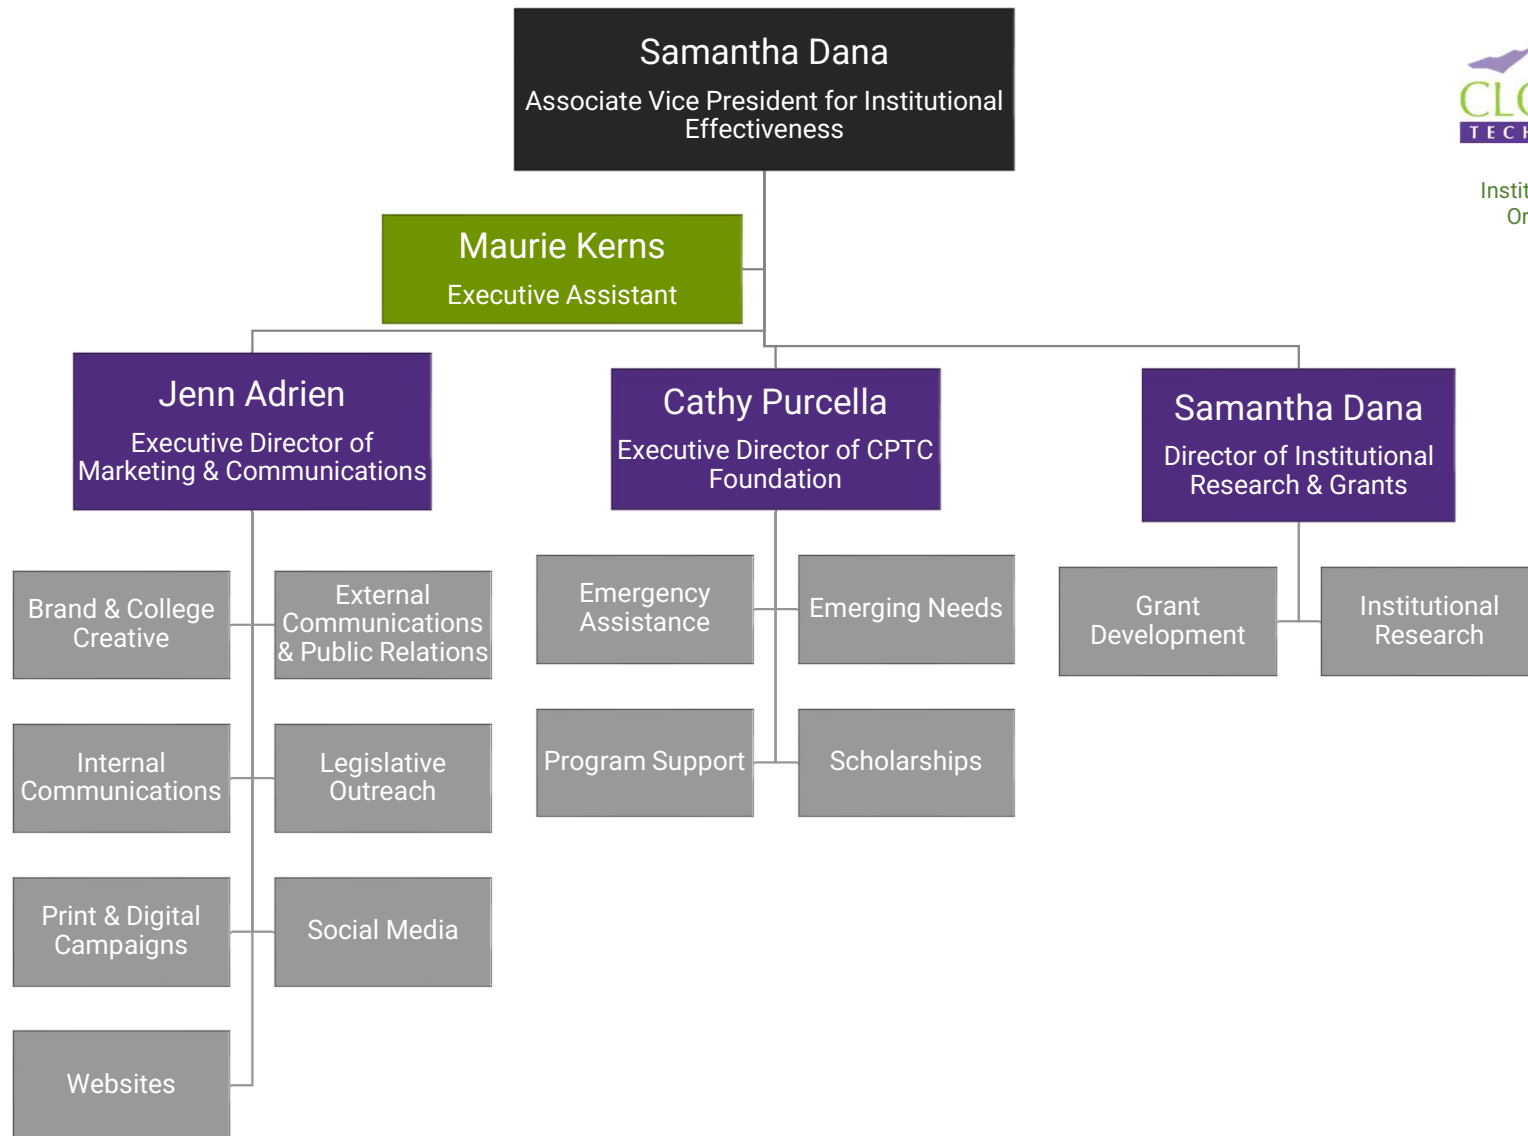 Samantha Dana
Associate Vice President for Institutional
Effectiveness
Maurie Kerns
Executive Assistant
Jenn Adrien
Executive Director of
Marketing & Communications
Cathy Purcella
Executive Director of CPTC
Foundation
Samantha Dana
Director of Institutional
Research & Grants
Brand & College
Creative
External
Communications
& Public Relations
Internal
Communications
Legislative
Outreach
Print & Digital
Campaigns
Social Media
Websites
Emergency
Assistance
Emerging Needs
Program Support
Scholarships
Grant
Development
Institutional
Research